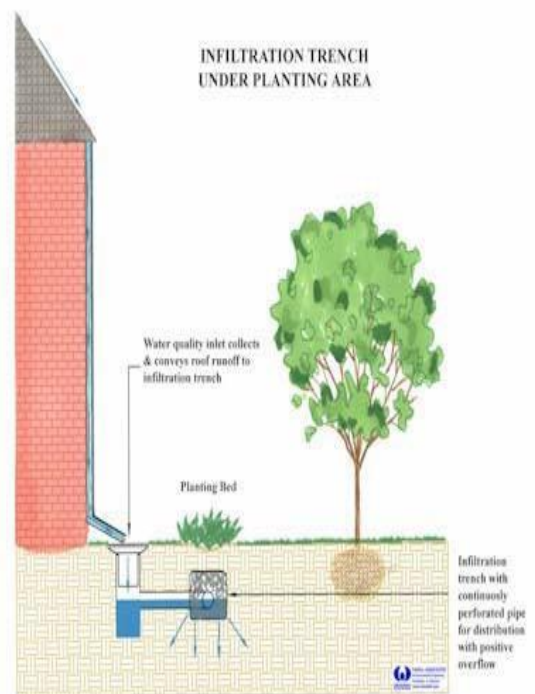 INFILTRATION TRENCH
UNDER PLANTING AREA
Water quality inlet collects
& conveys roof runoff to
infiltration trench
Planting Bed
Infiltration
trench with
continuosly
perforated pipe
for distribution
with positive
overflow